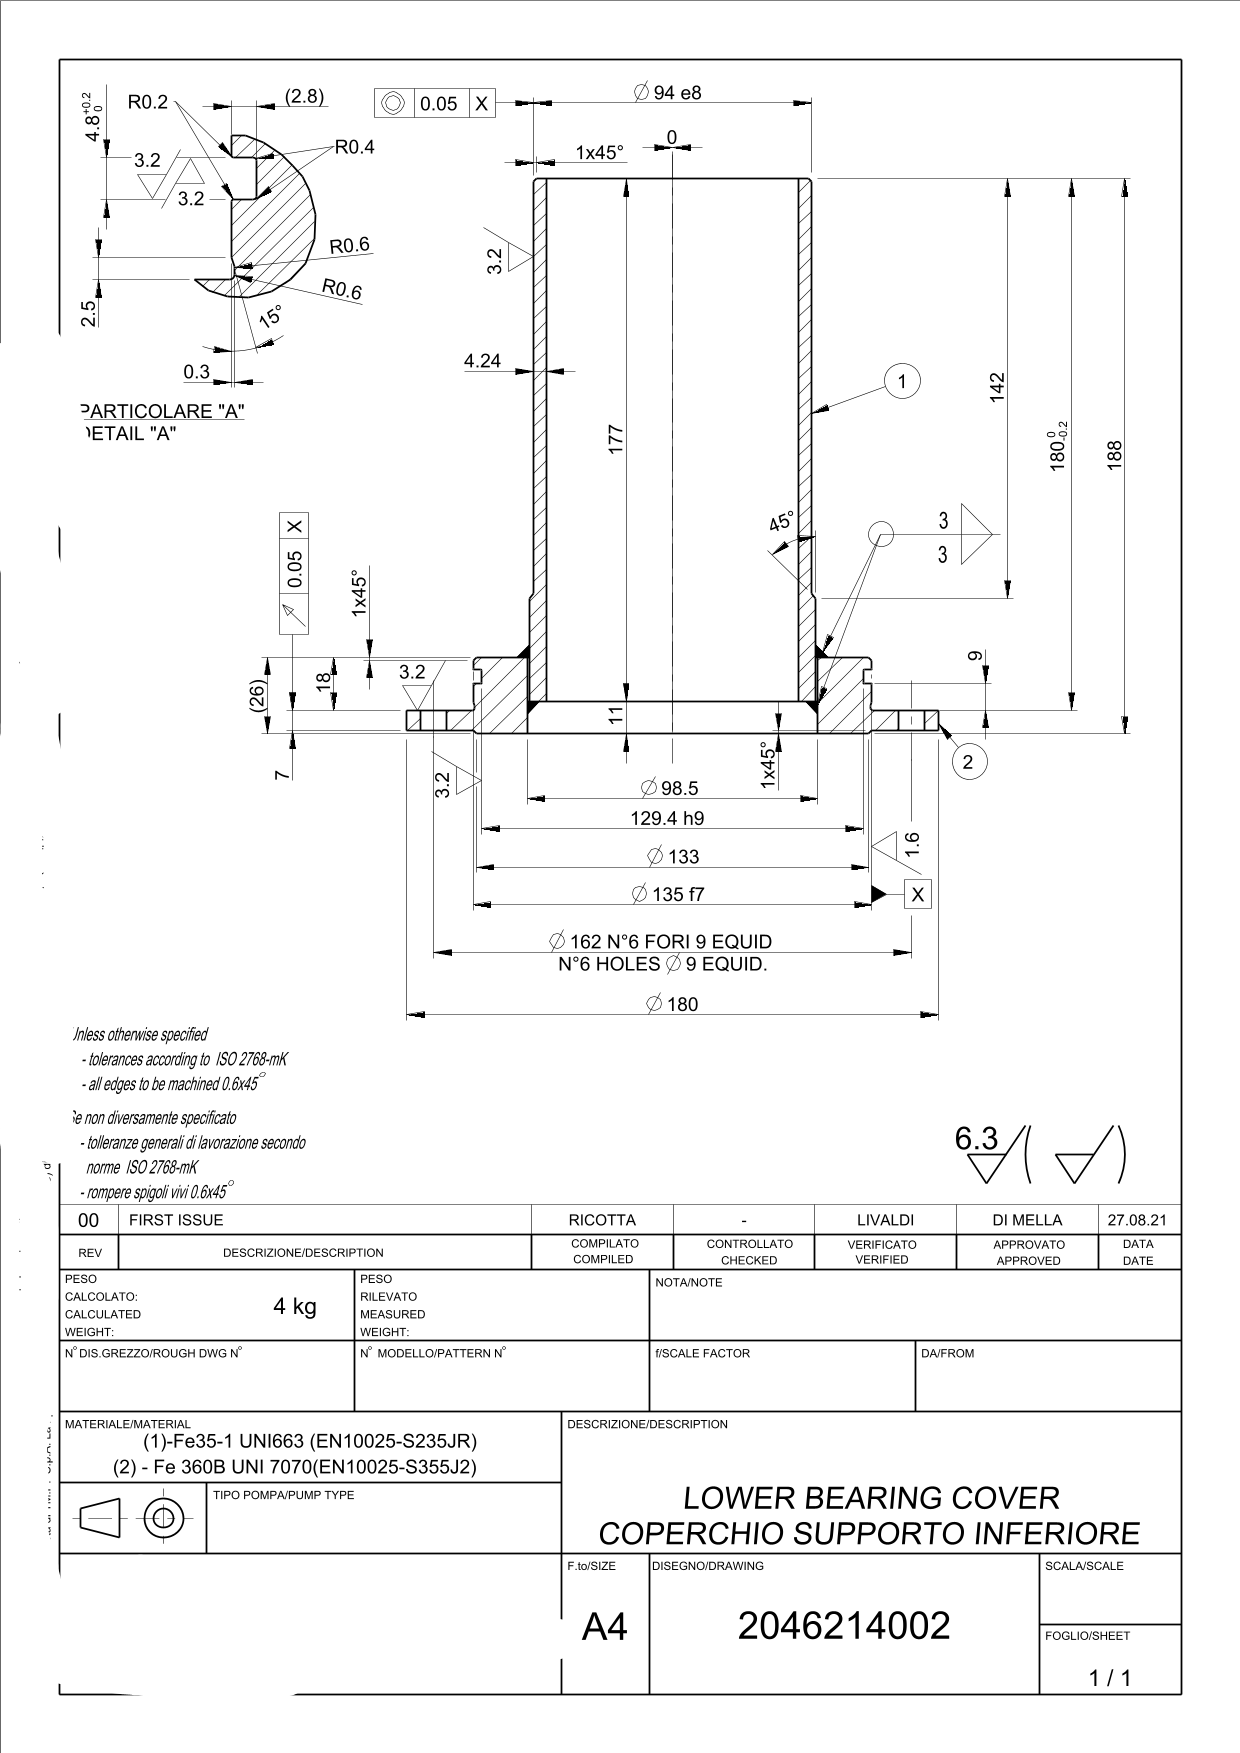 4.8 +0.2 0
R0.2
(2.8)
R0.4
3.2
3.2
R0.6
R0.6
2.5
15°
0.3
PARTICOLARE "A"
DETAIL "A"
0.05 X
Ø 94 e8
0
1x45°
3.2
4.24
177
1
142
180 0 -0.2
188
45°
3
3
0.05 X
1x45°
(26)
18
3.2
9
11
7
3.2
1x45°
2
Ø 98.5
129.4 h9
1.6
Ø 133
Ø 135 f7
X
Ø 162 N°6 FORI 9 EQUID
N°6 HOLES Ø 9 EQUID.
Ø 180
Unless otherwise specified
- tolerances according to ISO 2768-mK
- all edges to be machined 0.6x45°
Se non diversamente specificato
- tolleranze generali di lavorazione secondo
norme ISO 2768-mK
- rompere spigoli vivi 0.6x45°
6.3 ( )
00 FIRST ISSUE RICOTTA - LIVALDI DI MELLA 27.08.21
REV DESCRIZIONE/DESCRIPTION COMPILATO CONTROLLATO VERIFICATO APPROVATO DATA
COMPILED CHECKED VERIFIED APPROVED DATE
PESO
CALCOLATO:
CALCULATED
WEIGHT:
4 kg
PESO
RILEVATO
MEASURED
WEIGHT:
NOTA/NOTE
N° DIS.GREZZO/ROUGH DWG N°
N° MODELLO/PATTERN N°
f/SCALE FACTOR
DA/FROM
MATERIALE/MATERIAL
(1)-Fe35-1 UNI663 (EN10025-S235JR)
(2) - Fe 360B UNI 7070(EN10025-S355J2)
DESCRIZIONE/DESCRIPTION
LOWER BEARING COVER
COPERCHIO SUPPORTO INFERIORE
TIPO POMPA/PUMP TYPE
F.to/SIZE
A4
DISEGNO/DRAWING
2046214002
SCALA/SCALE
FOGLIO/SHEET
1 / 1